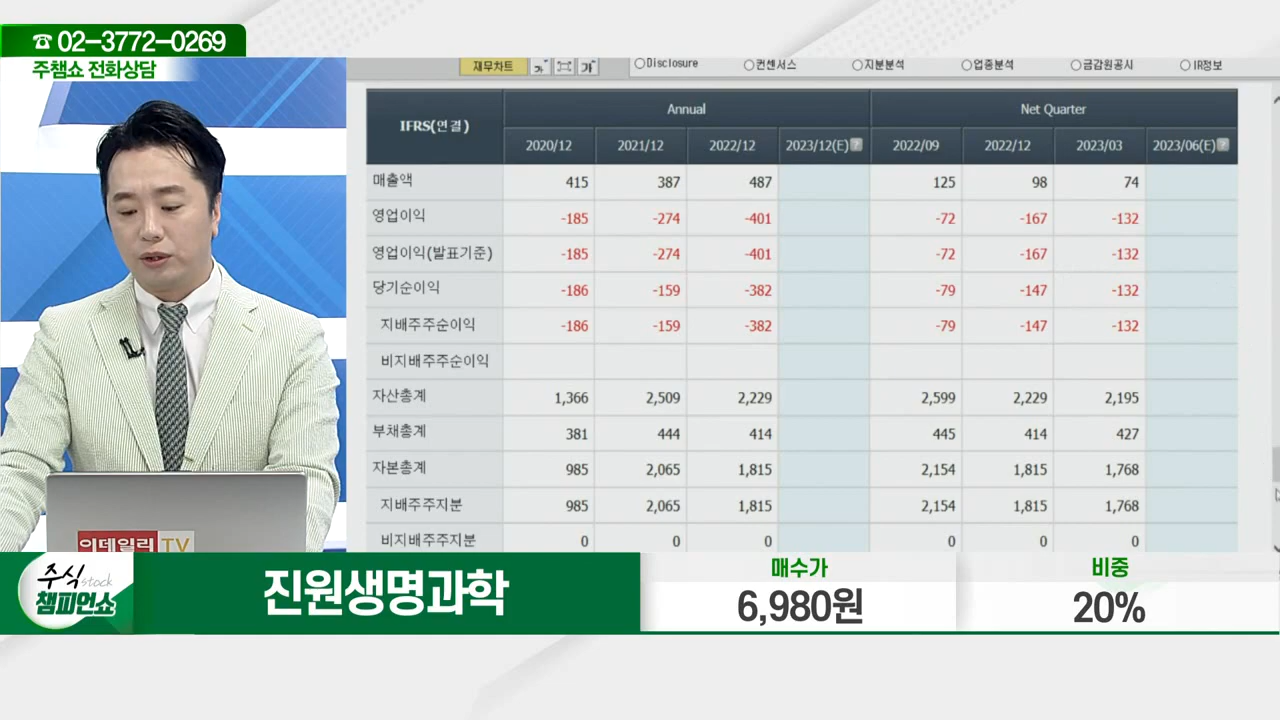 ☎ 02-3772-0269
주챔쇼 전화상담
재무차트 가 가 Disclosure 컨센서스 지분분석 업종분석 금감원공시 IR정보
IFRS(연결) Annual Net Quarter
2020/12 2021/12 2022/12 2023/12(E)? 2022/09 2022/12 2023/03 2023/06(E)?
매출액 415 387 487 125 98 74
영업이익 -185 -274 -401 -72 -167 -132
영업이익(발표기준) -185 -274 -401 -72 -167 -132
당기순이익 -186 -159 -382 -79 -147 -132
지배주주순이익 -186 -159 -382 -79 -147 -132
비지배주주순이익
자산총계 1,366 2,509 2,229 2,599 2,229 2,195
부채총계 381 444 414 445 414 427
자본총계 985 2,065 1,815 2,154 1,815 1,768
지배주주지분 985 2,065 1,815 2,154 1,815 1,768
비지배주주지분 0 0 0 0 0 0
이데일리 TV
주식 stock
챔피언쇼
진원생명과학
매수가
6,980원
비중
20%